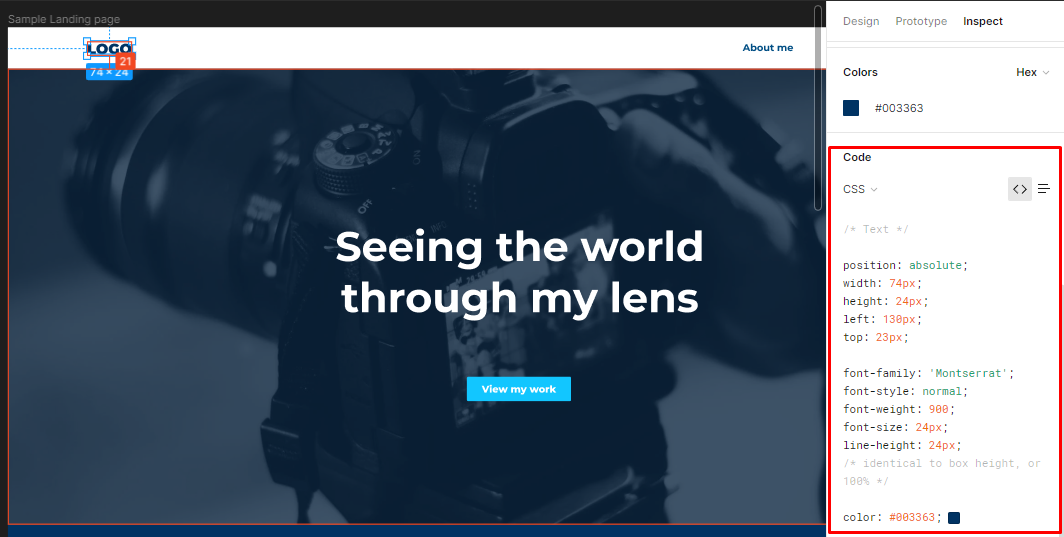 Sample Landing page
LOGO
21
74 × 24
About me
OFF
Seeing the world
through my lens
View my work
Design Prototype Inspect
Colors Hex
#003363
Code
CSS
/* Text */
position: absolute;
width: 74px;
height: 24px;
left: 130px;
top: 23px;
font-family: 'Montserrat';
font-style: normal;
font-weight: 900;
font-size: 24px;
line-height: 24px;
/* identical to box height, or
100% */
color: #003363;